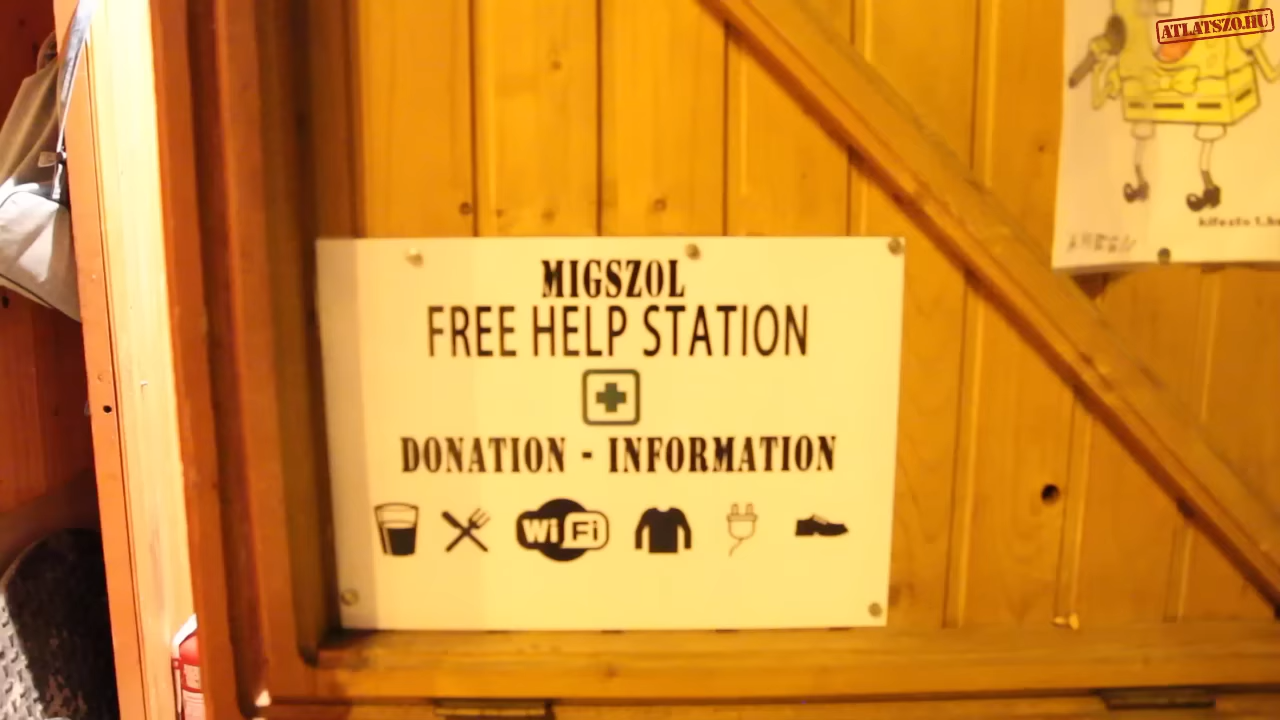 ATLATSZO.HU
MIGSZOL
FREE HELP STATION
DONATION - INFORMATION
WiFi